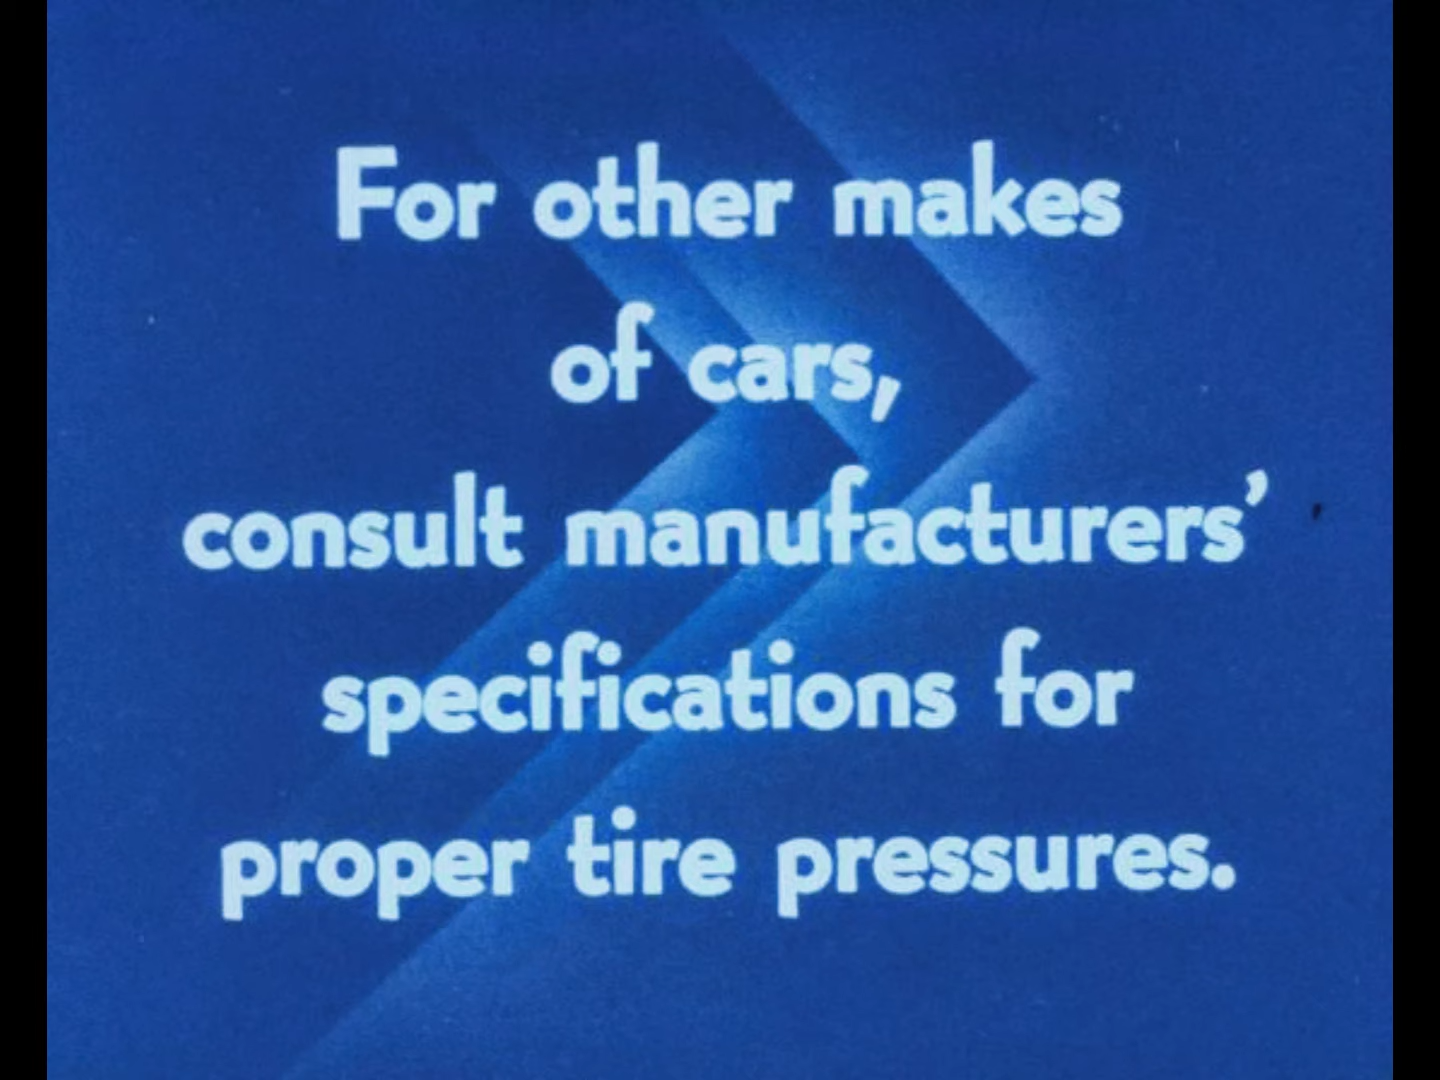 For other makes
of cars,
consult manufacturers’
specifications for
proper tire pressures.